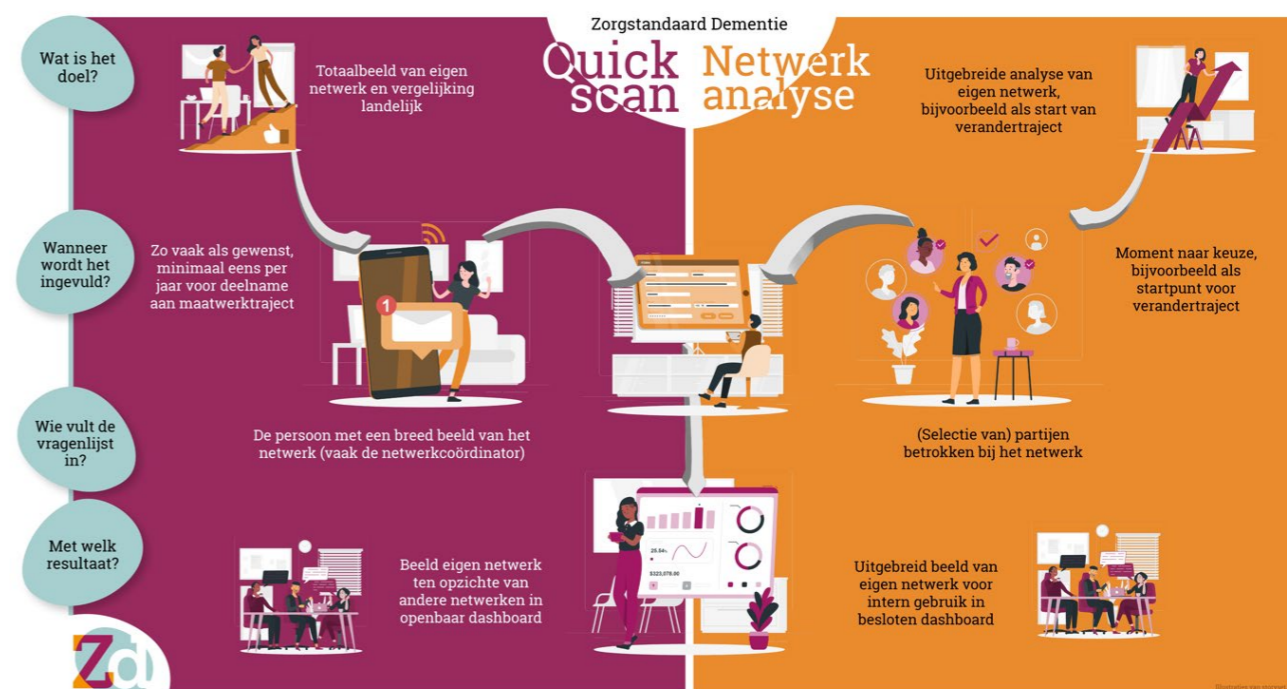 Zorgstandaard Dementie
Quick
scan
Netwerk
analyse
Wat is het
doel?
Totaalbeeld van eigen
netwerk en vergelijking
landelijk
Uitgebreide analyse van
eigen netwerk,
bijvoorbeeld als start van
verandertraject
Wanneer
wordt het
ingevuld?
Zo vaak als gewenst,
minimaal eens per
jaar voor deelname
aan maatwerktraject
1
Moment naar keuze,
bijvoorbeeld als
startpunt voor
verandertraject
Wie vult de
vragenlijst
in?
De persoon met een breed beeld van het
netwerk (vaak de netwerkcoördinator)
(Selectie van) partijen
betrokken bij het netwerk
Met welk
resultaat?
Beeld eigen netwerk
ten opzichte van
andere netwerken in
openbaar dashboard
$323,078.00
Uitgebreid beeld van
eigen netwerk voor
intern gebruik in
besloten dashboard
Zd